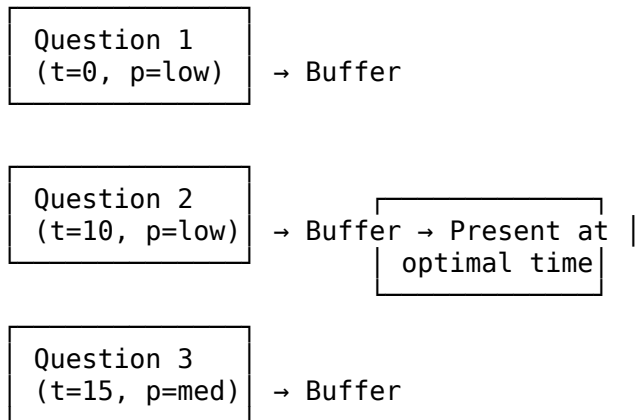 Question 1
(t=0, p=low) → Buffer
Question 2
(t=10, p=low) → Buffer → Present at |
optimal time
Question 3
(t=15, p=med) → Buffer